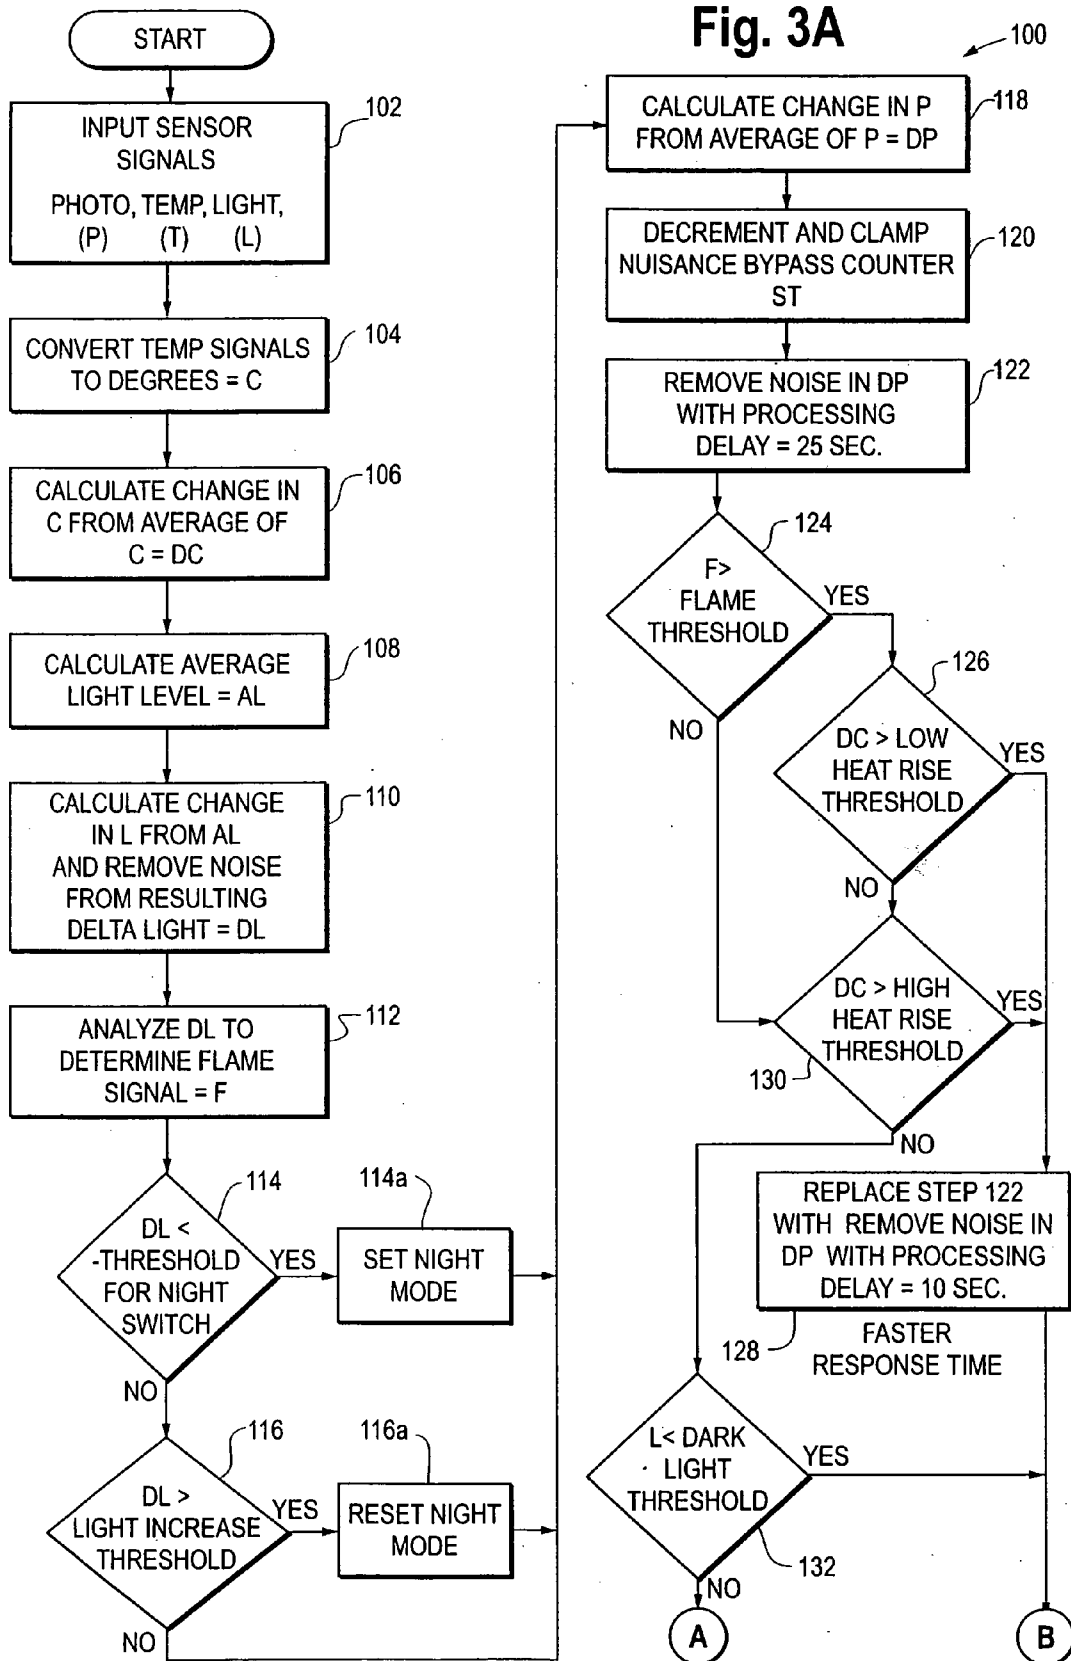 Fig. 3A
100
START
102
INPUT SENSOR
SIGNALS
PHOTO, TEMP, LIGHT,
(P) (T) (L)
104
CONVERT TEMP SIGNALS
TO DEGREES = C
106
CALCULATE CHANGE IN
C FROM AVERAGE OF
C = DC
108
CALCULATE AVERAGE
LIGHT LEVEL = AL
110
CALCULATE CHANGE
IN L FROM AL
AND REMOVE NOISE
FROM RESULTING
DELTA LIGHT = DL
112
ANALYZE DL TO
DETERMINE FLAME
SIGNAL = F
114
DL <
-THRESHOLD
FOR NIGHT
SWITCH
YES
NO
114a
SET NIGHT
MODE
116
DL >
LIGHT INCREASE
THRESHOLD
YES
NO
116a
RESET NIGHT
MODE
118
CALCULATE CHANGE IN P
FROM AVERAGE OF P = DP
120
DECREMENT AND CLAMP
NUISANCE BYPASS COUNTER
ST
122
REMOVE NOISE IN DP
WITH PROCESSING
DELAY = 25 SEC.
124
F>
FLAME
THRESHOLD
YES
NO
126
DC > LOW
HEAT RISE
THRESHOLD
YES
NO
DC > HIGH
HEAT RISE
THRESHOLD
YES
130
NO
REPLACE STEP 122
WITH REMOVE NOISE IN
DP WITH PROCESSING
DELAY = 10 SEC.
128
FASTER
RESPONSE TIME
L< DARK
LIGHT
THRESHOLD
YES
132
NO
A
B